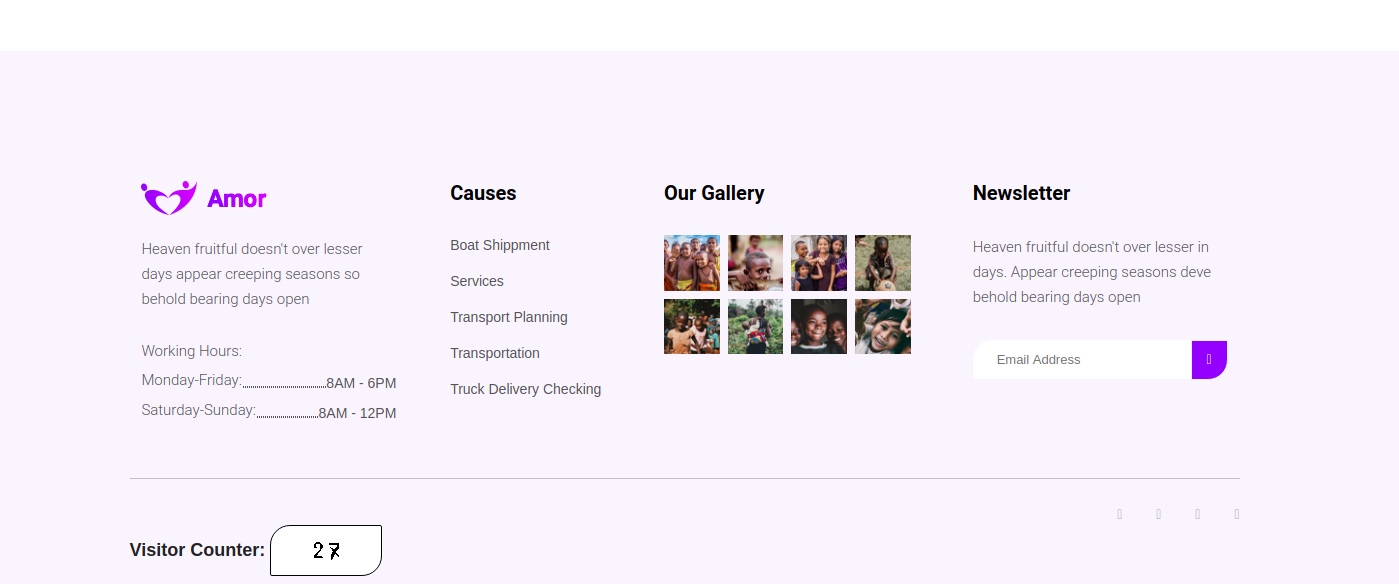 Amor
Heaven fruitful doesn't over lesser
days appear creeping seasons so
behold bearing days open
Working Hours:
Monday-Friday: 8AM - 6PM
Saturday-Sunday: 8AM - 12PM
Causes
Boat Shippment
Services
Transport Planning
Transportation
Truck Delivery Checking
Our Gallery
Newsletter
Heaven fruitful doesn't over lesser in
days. Appear creeping seasons deve
behold bearing days open
Email Address
Visitor Counter:
2